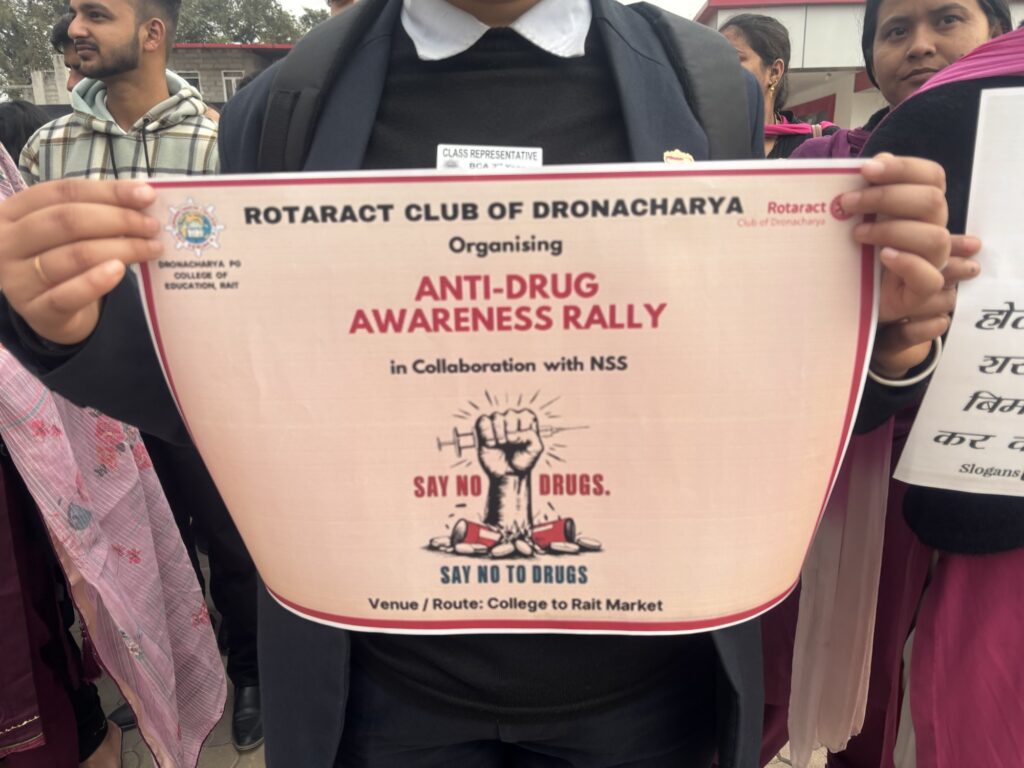 CLASS REPRESENTATIVE
ROTARACT CLUB OF DRONACHARYA
Rotaract
Club of Dronacharya
DRONACHARYA PG
COLLEGE OF
EDUCATION, RAIT
Organising
ANTI-DRUG
AWARENESS RALLY
in Collaboration with NSS
SAY NO DRUGS.
SAY NO TO DRUGS
Venue / Route: College to Rait Market
कर
Slogans